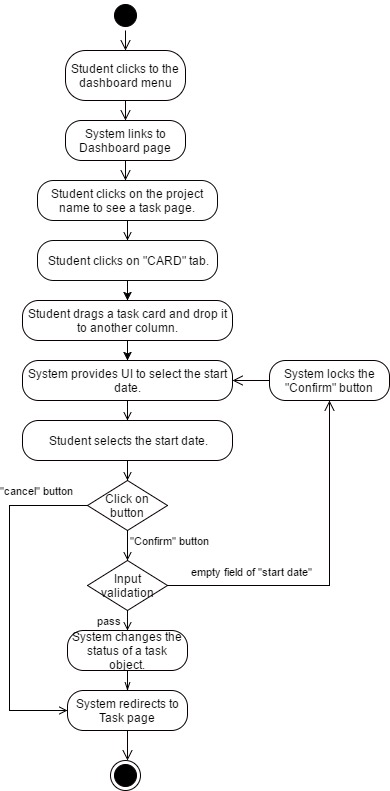 Student clicks to the
dashboard menu
System links to
Dashboard page
Student clicks on the project
name to see a task page.
Student clicks on "CARD" tab.
Student drags a task card and drop it
to another column.
System provides UI to select the start
date.
System locks the
"Confirm" button
Student selects the start date.
"cancel" button
Click on
button
"Confirm" button
Input
validation
empty field of "start date"
pass
System changes the
status of a task
object.
System redirects to
Task page